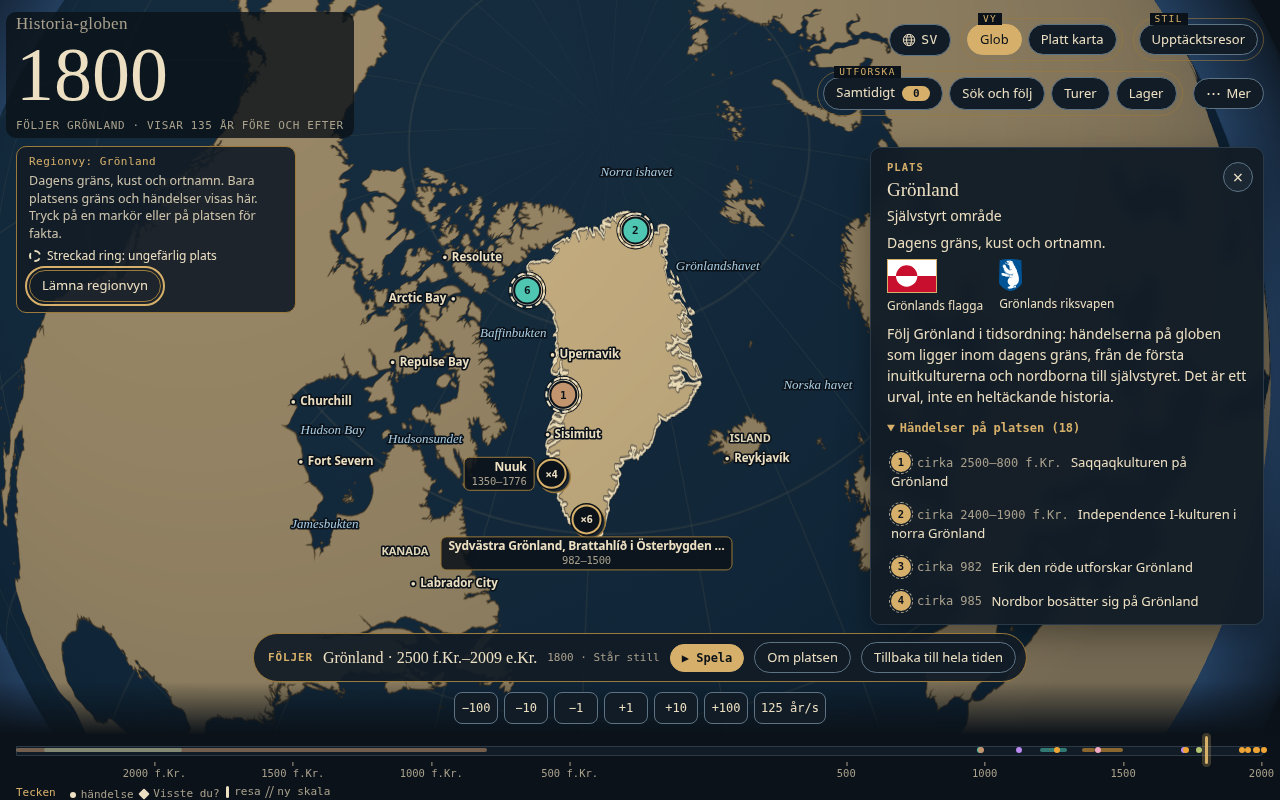 Historia-globen
1800
FÖLJER GRÖNLAND · VISAR 135 ÅR FÖRE OCH EFTER
Regionvy: Grönland
Dagens gräns, kust och ortnamn. Bara
platsens gräns och händelser visas här.
Tryck på en markör eller på platsen för
fakta.
Streckad ring: ungefärlig plats
Lämna regionvyn
SV
VY
Glob
Platt karta
STIL
Upptäcktsresor
UTFORSKA
Samtidigt 0
Sök och följ
Turer
Lager
··· Mer
PLATS
×
Grönland
Självstyrt område
Dagens gräns, kust och ortnamn.
Grönlands flagga
Grönlands riksvapen
Följ Grönland i tidsordning: händelserna på globen
som ligger inom dagens gräns, från de första
inuitkulturerna och nordborna till självstyret. Det är ett
urval, inte en heltäckande historia.
▼ Händelser på platsen (18)
1 cirka 2500–800 f.Kr. Saqqaqkulturen på
Grönland
2 cirka 2400–1900 f.Kr. Independence I-kulturen i
norra Grönland
3 cirka 982 Erik den röde utforskar Grönland
4 cirka 985 Nordbor bosätter sig på Grönland
Norra ishavet
2
Resolute
Grönlandshavet
6
Arctic Bay
Baffinbukten
Upernavik
Repulse Bay
Norska havet
1
Churchill
Hudson Bay
Hudsonsundet
Sisimiut
ISLAND
Reykjavík
Fort Severn
Nuuk
1350–1776
×4
Jamesbukten
×6
KANADA
Sydvästra Grönland, Brattahlíð i Österbygden ...
982–1500
Labrador City
FÖLJER Grönland · 2500 f.Kr.–2009 e.Kr. 1800 · Står still ▶ Spela Om platsen Tillbaka till hela tiden
−100 −10 −1 +1 +10 +100 125 år/s
2000 f.Kr. 1500 f.Kr. 1000 f.Kr. 500 f.Kr. 500 1000 1500 2000
Tecken händelse Visste du? resa // ny skala